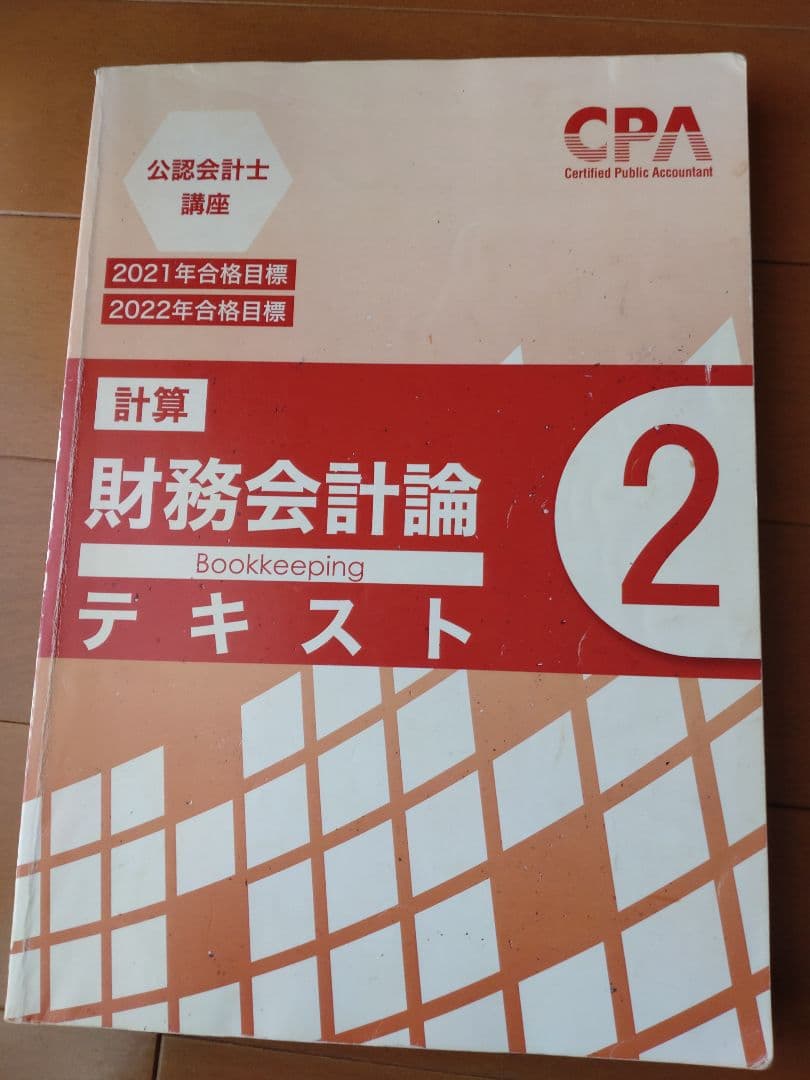 公認会計士
講座
CPA
Certified Public Accountant
2021年合格目標
2022年合格目標
計算
財務会計論
Bookkeeping
テキスト
2